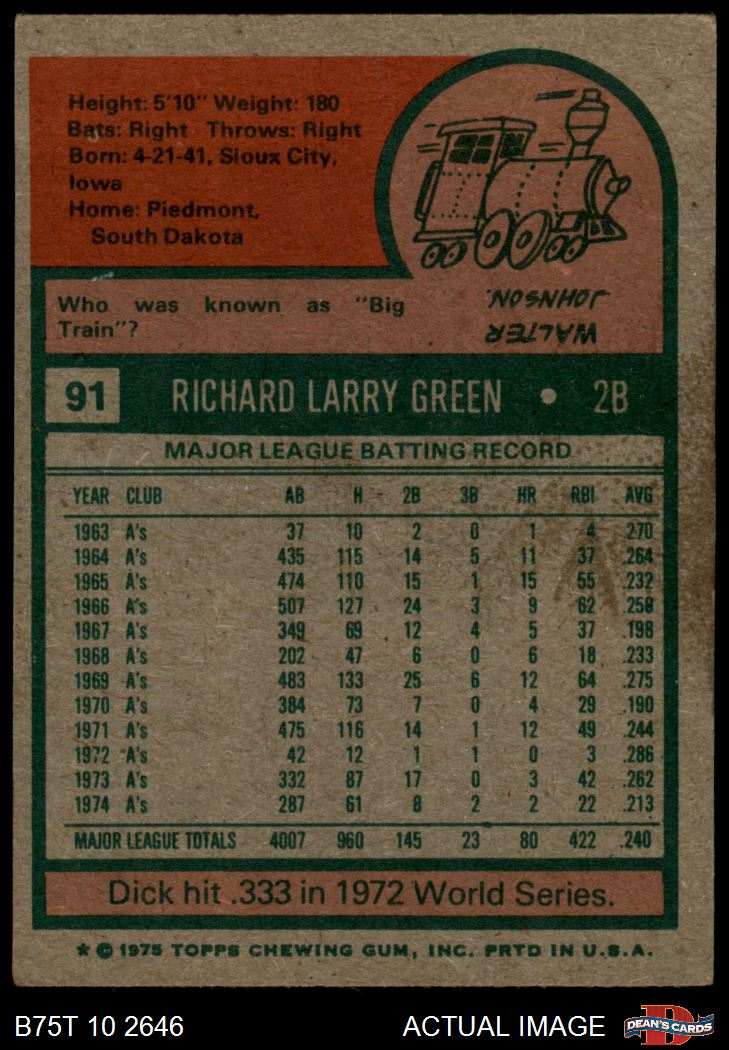 Height: 5'10" Weight: 180
Bats: Right Throws: Right
Born: 4-21-41, Sioux City,
Iowa
Home: Piedmont,
South Dakota
Who was known as "Big
Train"?
WALTER
JOHNSON.
91 RICHARD LARRY GREEN • 2B
MAJOR LEAGUE BATTING RECORD
YEAR CLUB AB H 2B 3B HR RBI AVG
1963 A's 37 10 2 0 1 4 .270
1964 A's 435 115 14 5 11 37 .264
1965 A's 474 110 15 1 15 55 .232
1966 A's 507 127 24 3 9 62 .258
1967 A's 349 69 12 4 5 37 .198
1968 A's 202 47 6 0 6 18 .233
1969 A's 483 133 25 6 12 64 .275
1970 A's 384 73 7 0 4 29 .190
1971 A's 475 116 14 1 12 49 .244
1972 A's 42 12 1 1 0 3 .286
1973 A's 332 87 17 0 3 42 .262
1974 A's 287 61 8 2 2 22 .213
MAJOR LEAGUE TOTALS 4007 960 145 23 80 422 .240
Dick hit .333 in 1972 World Series.
* © 1975 TOPPS CHEWING GUM, INC. PRTD IN U.S.A.
B75T 10 2646 ACTUAL IMAGE D DEAN'S CARDS